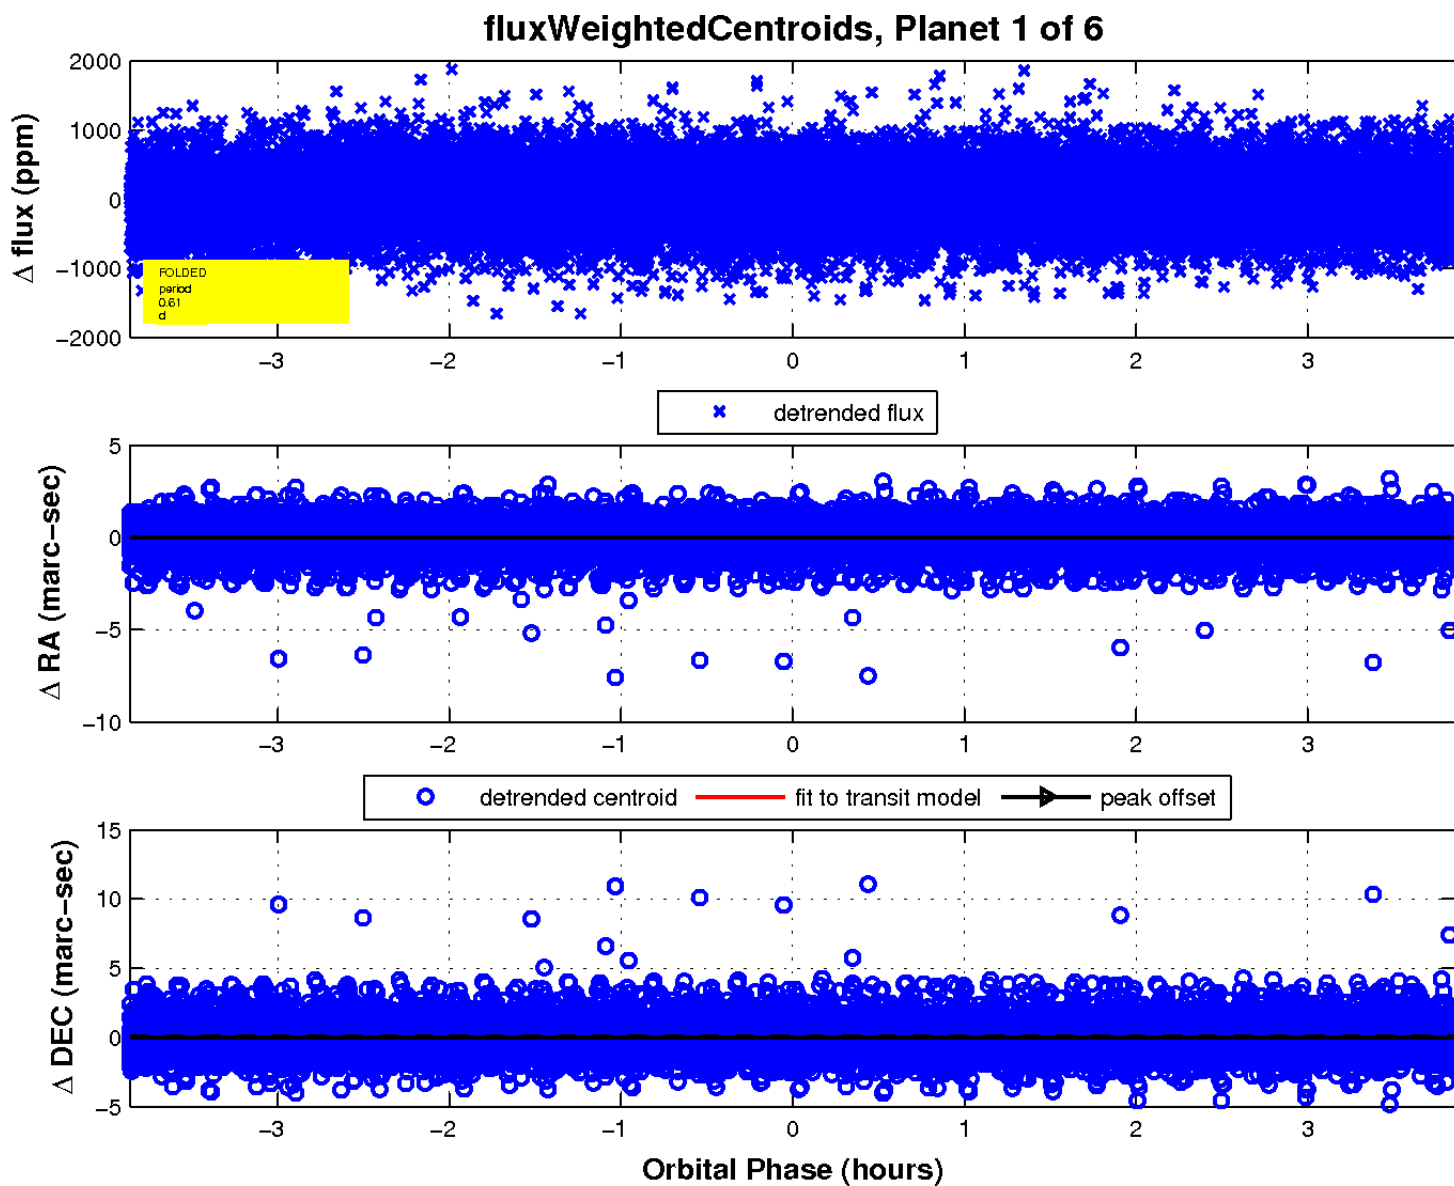 fluxWeightedCentroids, Planet 1 of 6
Δ flux (ppm)
2000
1000
0
−1000
−2000
FOLDED
period
0.61
d
−3 −2 −1 0 1 2 3
detrended flux
Δ RA (marc−sec)
5
0
−5
−10
−3 −2 −1 0 1 2 3
detrended centroid fit to transit model peak offset
Δ DEC (marc−sec)
15
10
5
0
−5
−3 −2 −1 0 1 2 3
Orbital Phase (hours)